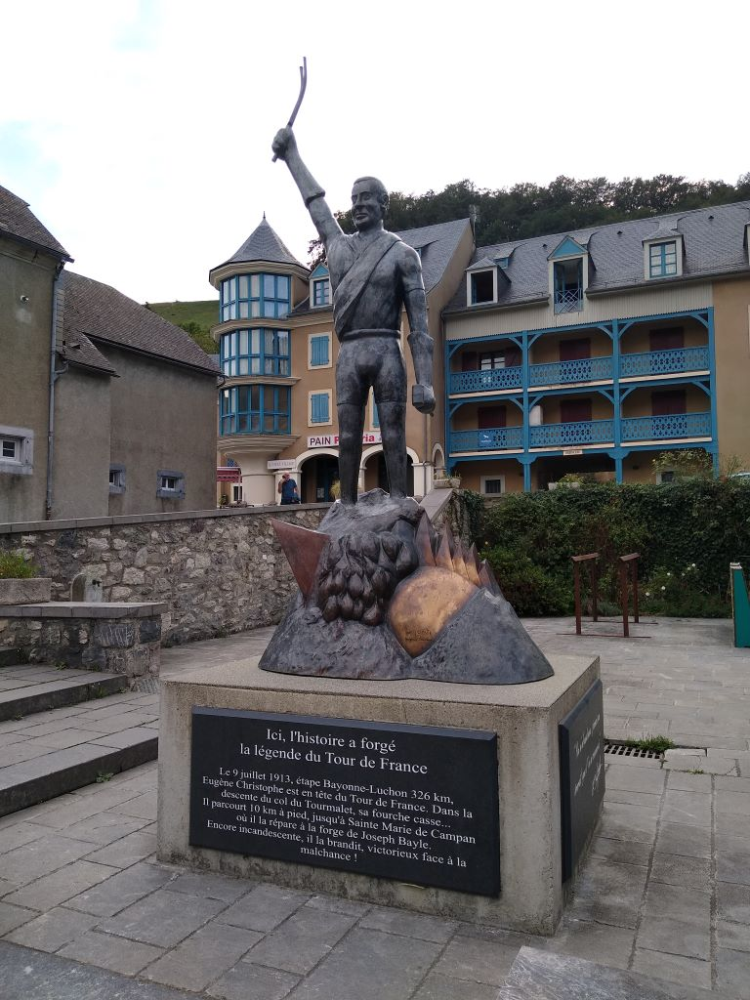 PAIN
Ici, l'histoire a forgé
la légende du Tour de France
Le 9 juillet 1913, étape Bayonne-Luchon 326 km,
Eugène Christophe est en tête du Tour de France. Dans la
descente du col du Tourmalet, sa fourche casse...
Il parcourt 10 km à pied, jusqu'à Sainte Marie de Campan
où il la répare à la forge de Joseph Bayle.
Encore incandescente, il la brandit, victorieux face à la
malchance !